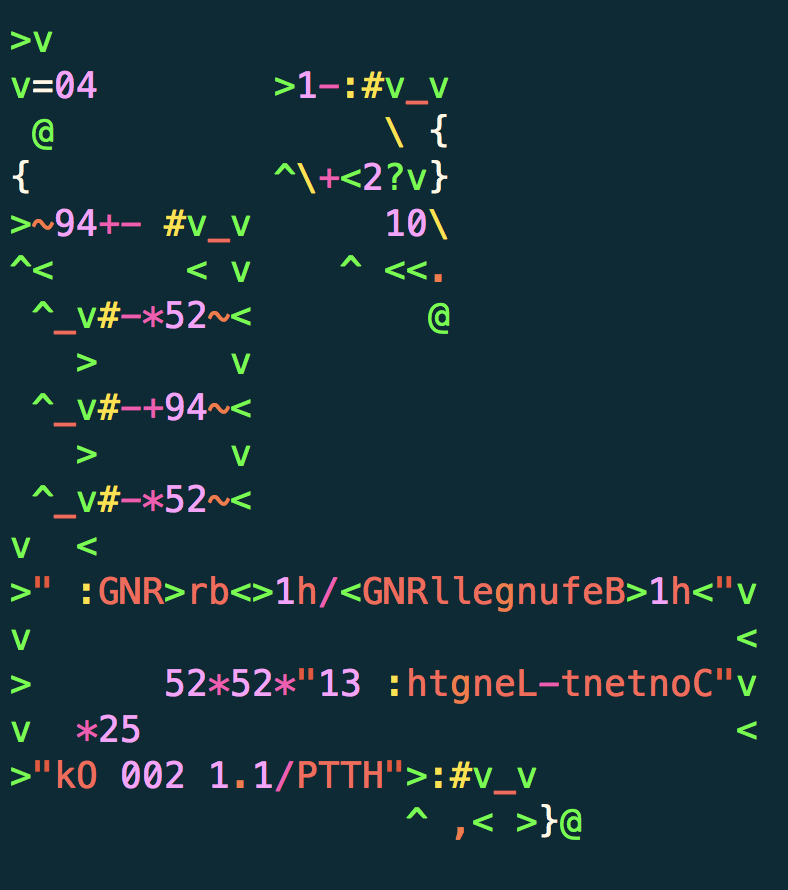 >v
v=04        >1-:#v_v
 @               \ {
{           ^\+<2?v}
>~94+- #v_v      10\
^<      < v    ^ <<.
 ^_v#-*52~<        @
   >      v
 ^_v#-+94~<
   >      v
 ^_v#-*52~<
v  <
>" :GNR>rb<>1h/<GNRllegnufeB>1h<"v
v                                <
>      52*52*"13 :htgneL-tnetnoC"v
v  *25                           <
>"kO 002 1.1/PTTH">:#v_v
                  ^ ,< >}@